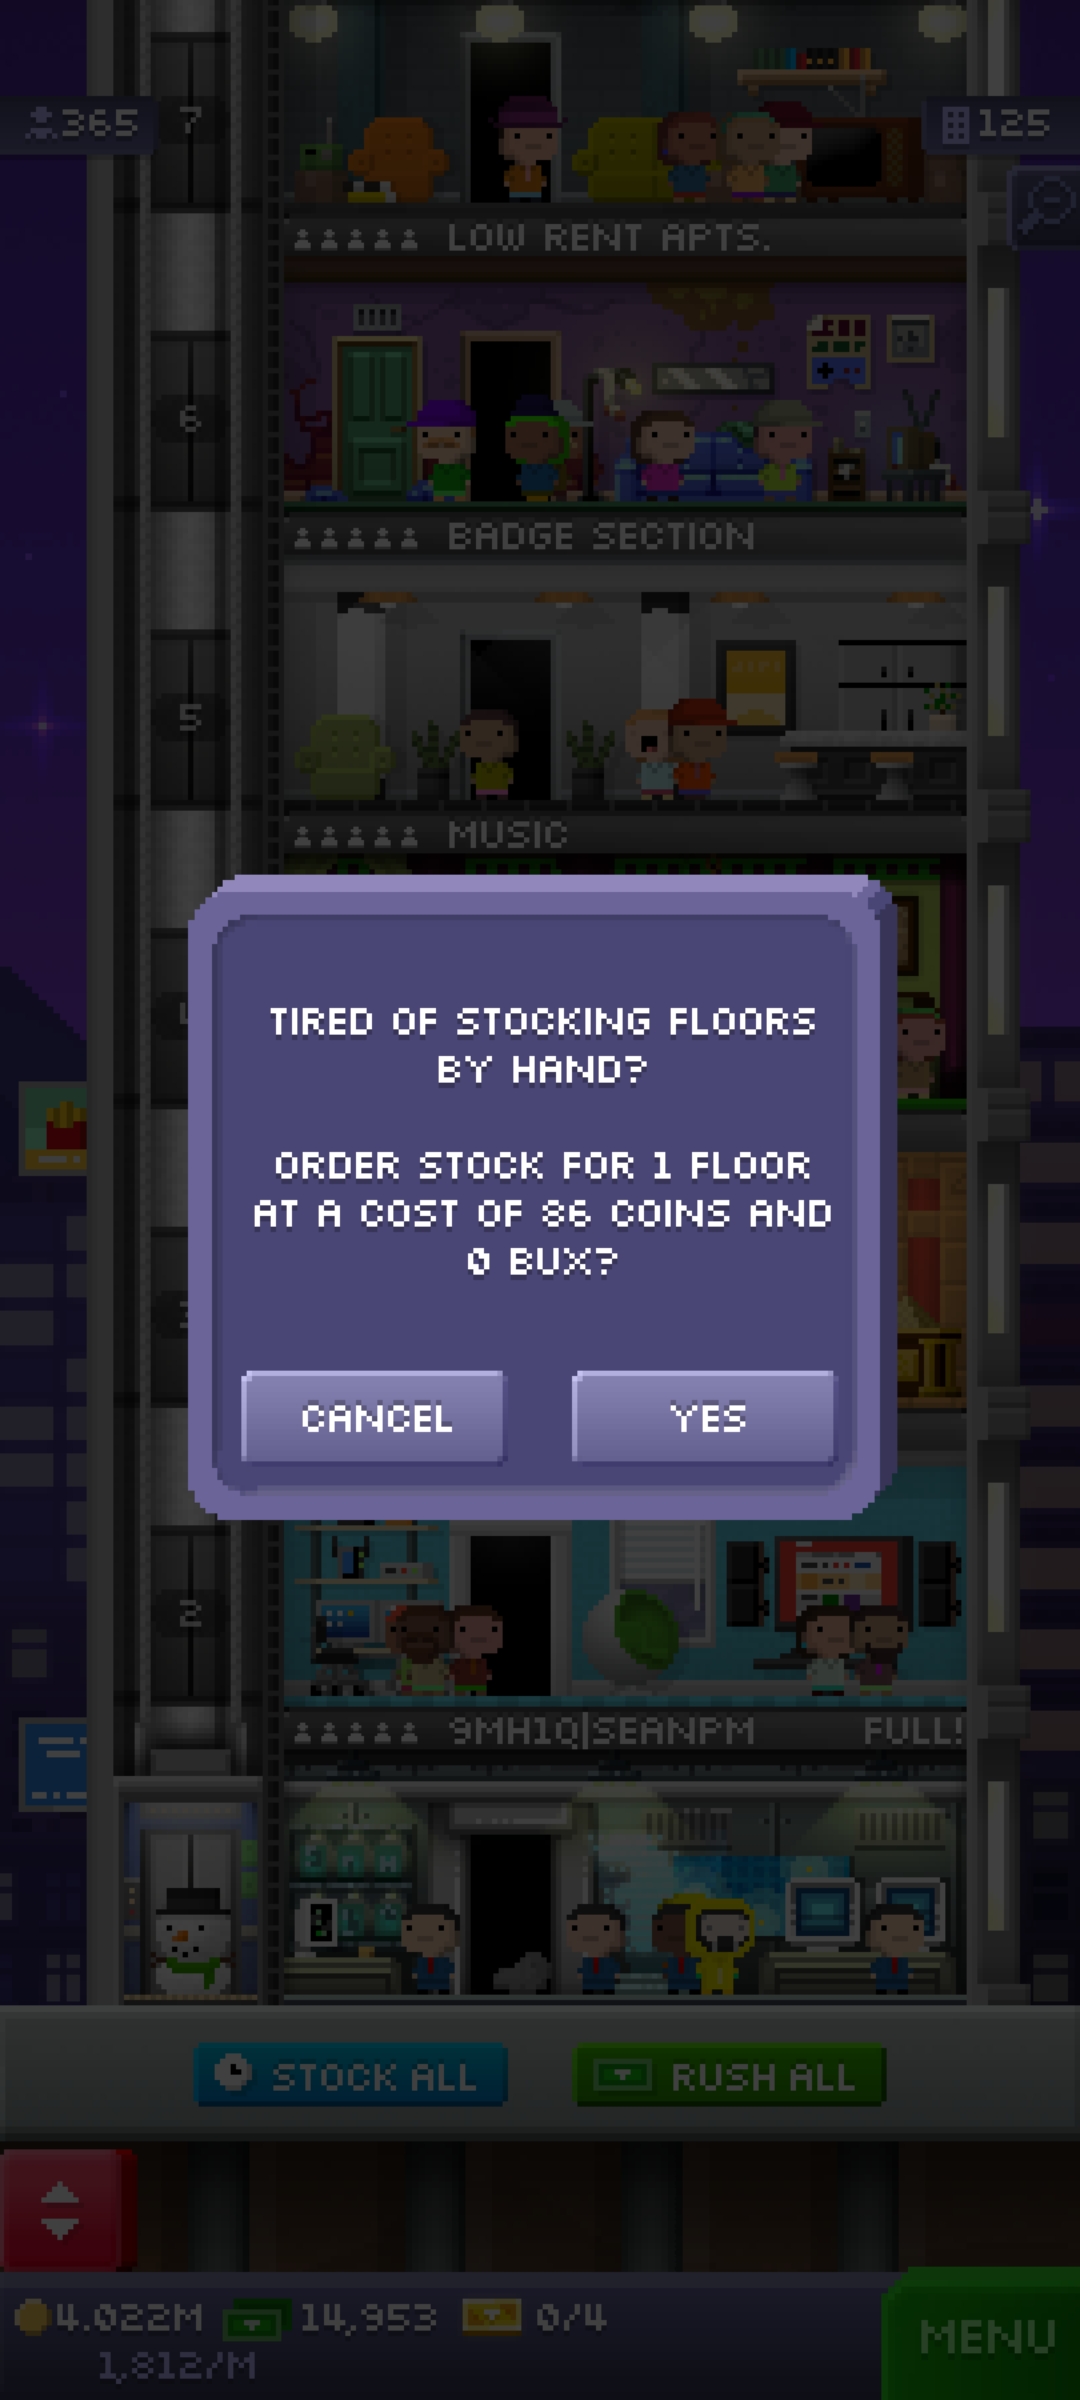 365
7
125
LOW RENT APTS.
6
BADGE SECTION
5
MUSIC
TIRED OF STOCKING FLOORS
BY HAND?
ORDER STOCK FOR 1 FLOOR
AT A COST OF 86 COINS AND
0 BUX?
CANCEL
YES
2
9MH1Q|SEANPM
FULL!
STOCK ALL
RUSH ALL
4.022M
14,953
0/4
1,812/M
MENU